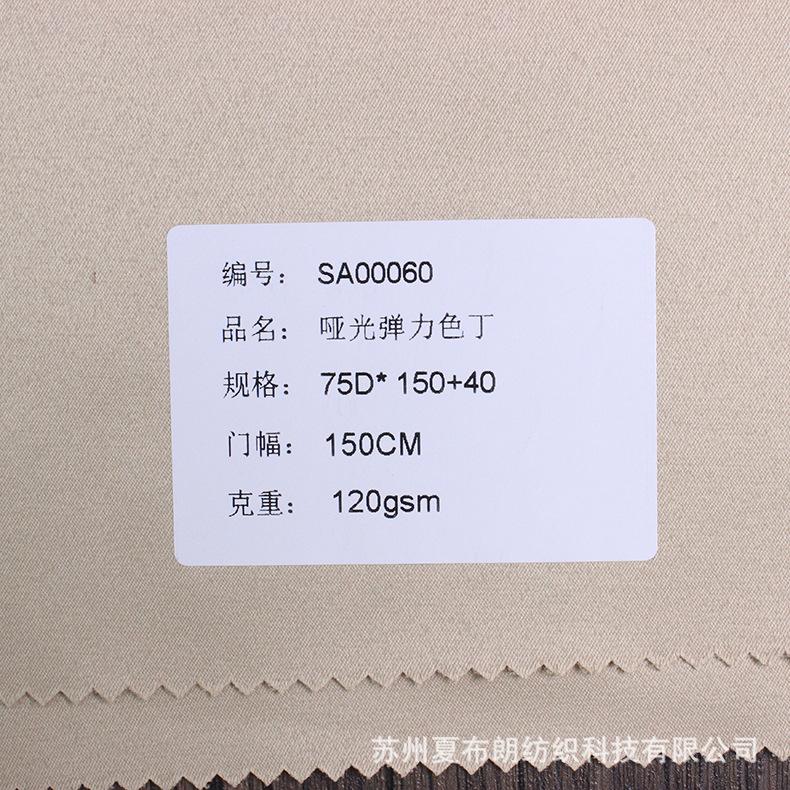 编号： SA00060
品名： 哑光弹力色丁
规格： 75D* 150+40
门幅： 150CM
克重： 120gsm
苏州夏布朗纺织科技有限公司